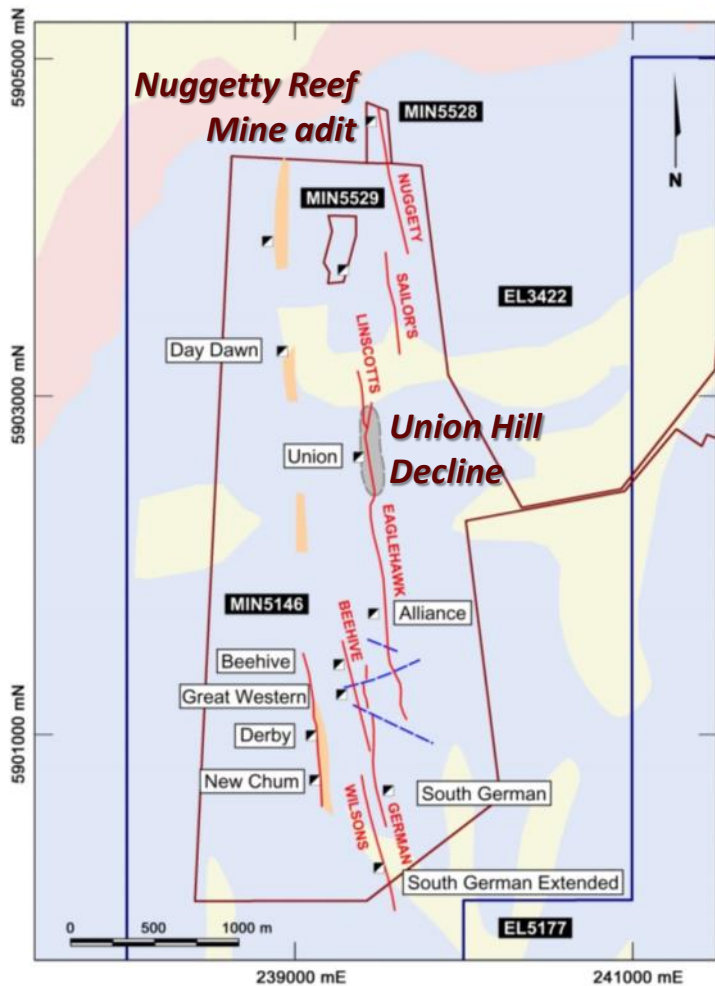 Nuggetty Reef
Mine adit
MIN5528
5905000 mN
N
MIN5529
NUGGETY
EL3422
SAILOR'S
LINSCOTTS
Day Dawn
5903000 mN
Union Hill
Decline
Union
EAGLEHAWK
MIN5146
Alliance
BEEHIVE
Beehive
Great Western
Derby
5901000 mN
New Chum
South German
WILSONS
GERMAN
South German Extended
0 500 1000 m
EL5177
239000 mE
241000 mE